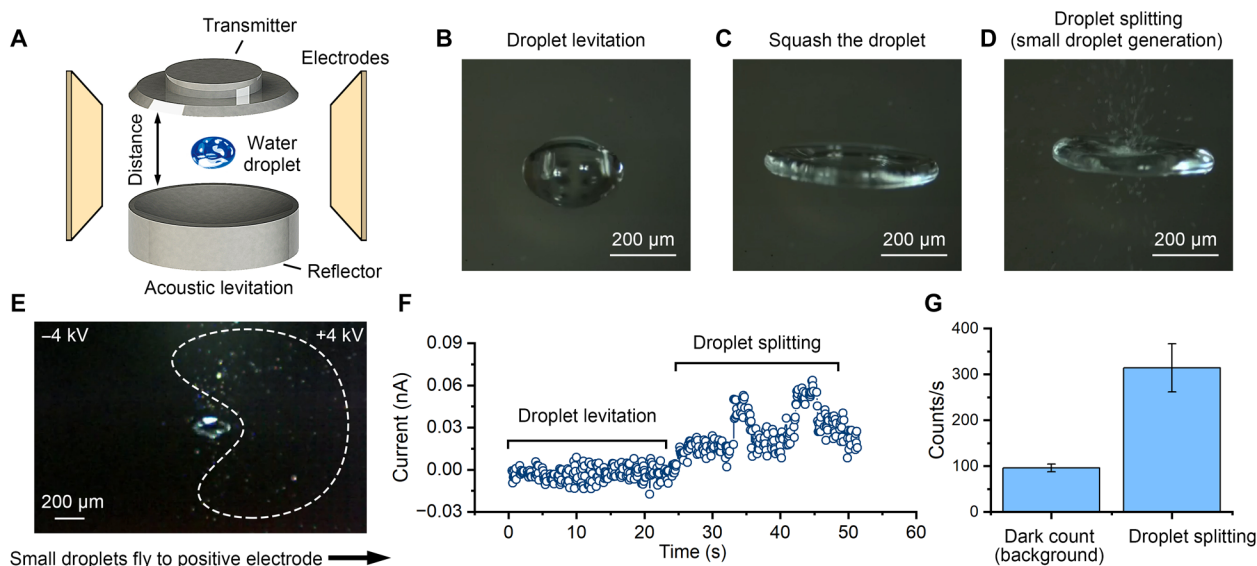 A
Transmitter
Electrodes
Distance
Water
droplet
Reflector
Acoustic levitation
B
Droplet levitation
200 µm
C
Squash the droplet
200 µm
D
Droplet splitting
(small droplet generation)
200 µm
E
−4 kV
+4 kV
200 µm
Small droplets fly to positive electrode
F
Current (nA)
0.09
0.06
0.03
0.00
−0.03
Droplet levitation
Droplet splitting
0 10 20 30 40 50 60
Time (s)
G
Counts/s
400
300
200
100
0
Dark count
(background)
Droplet splitting